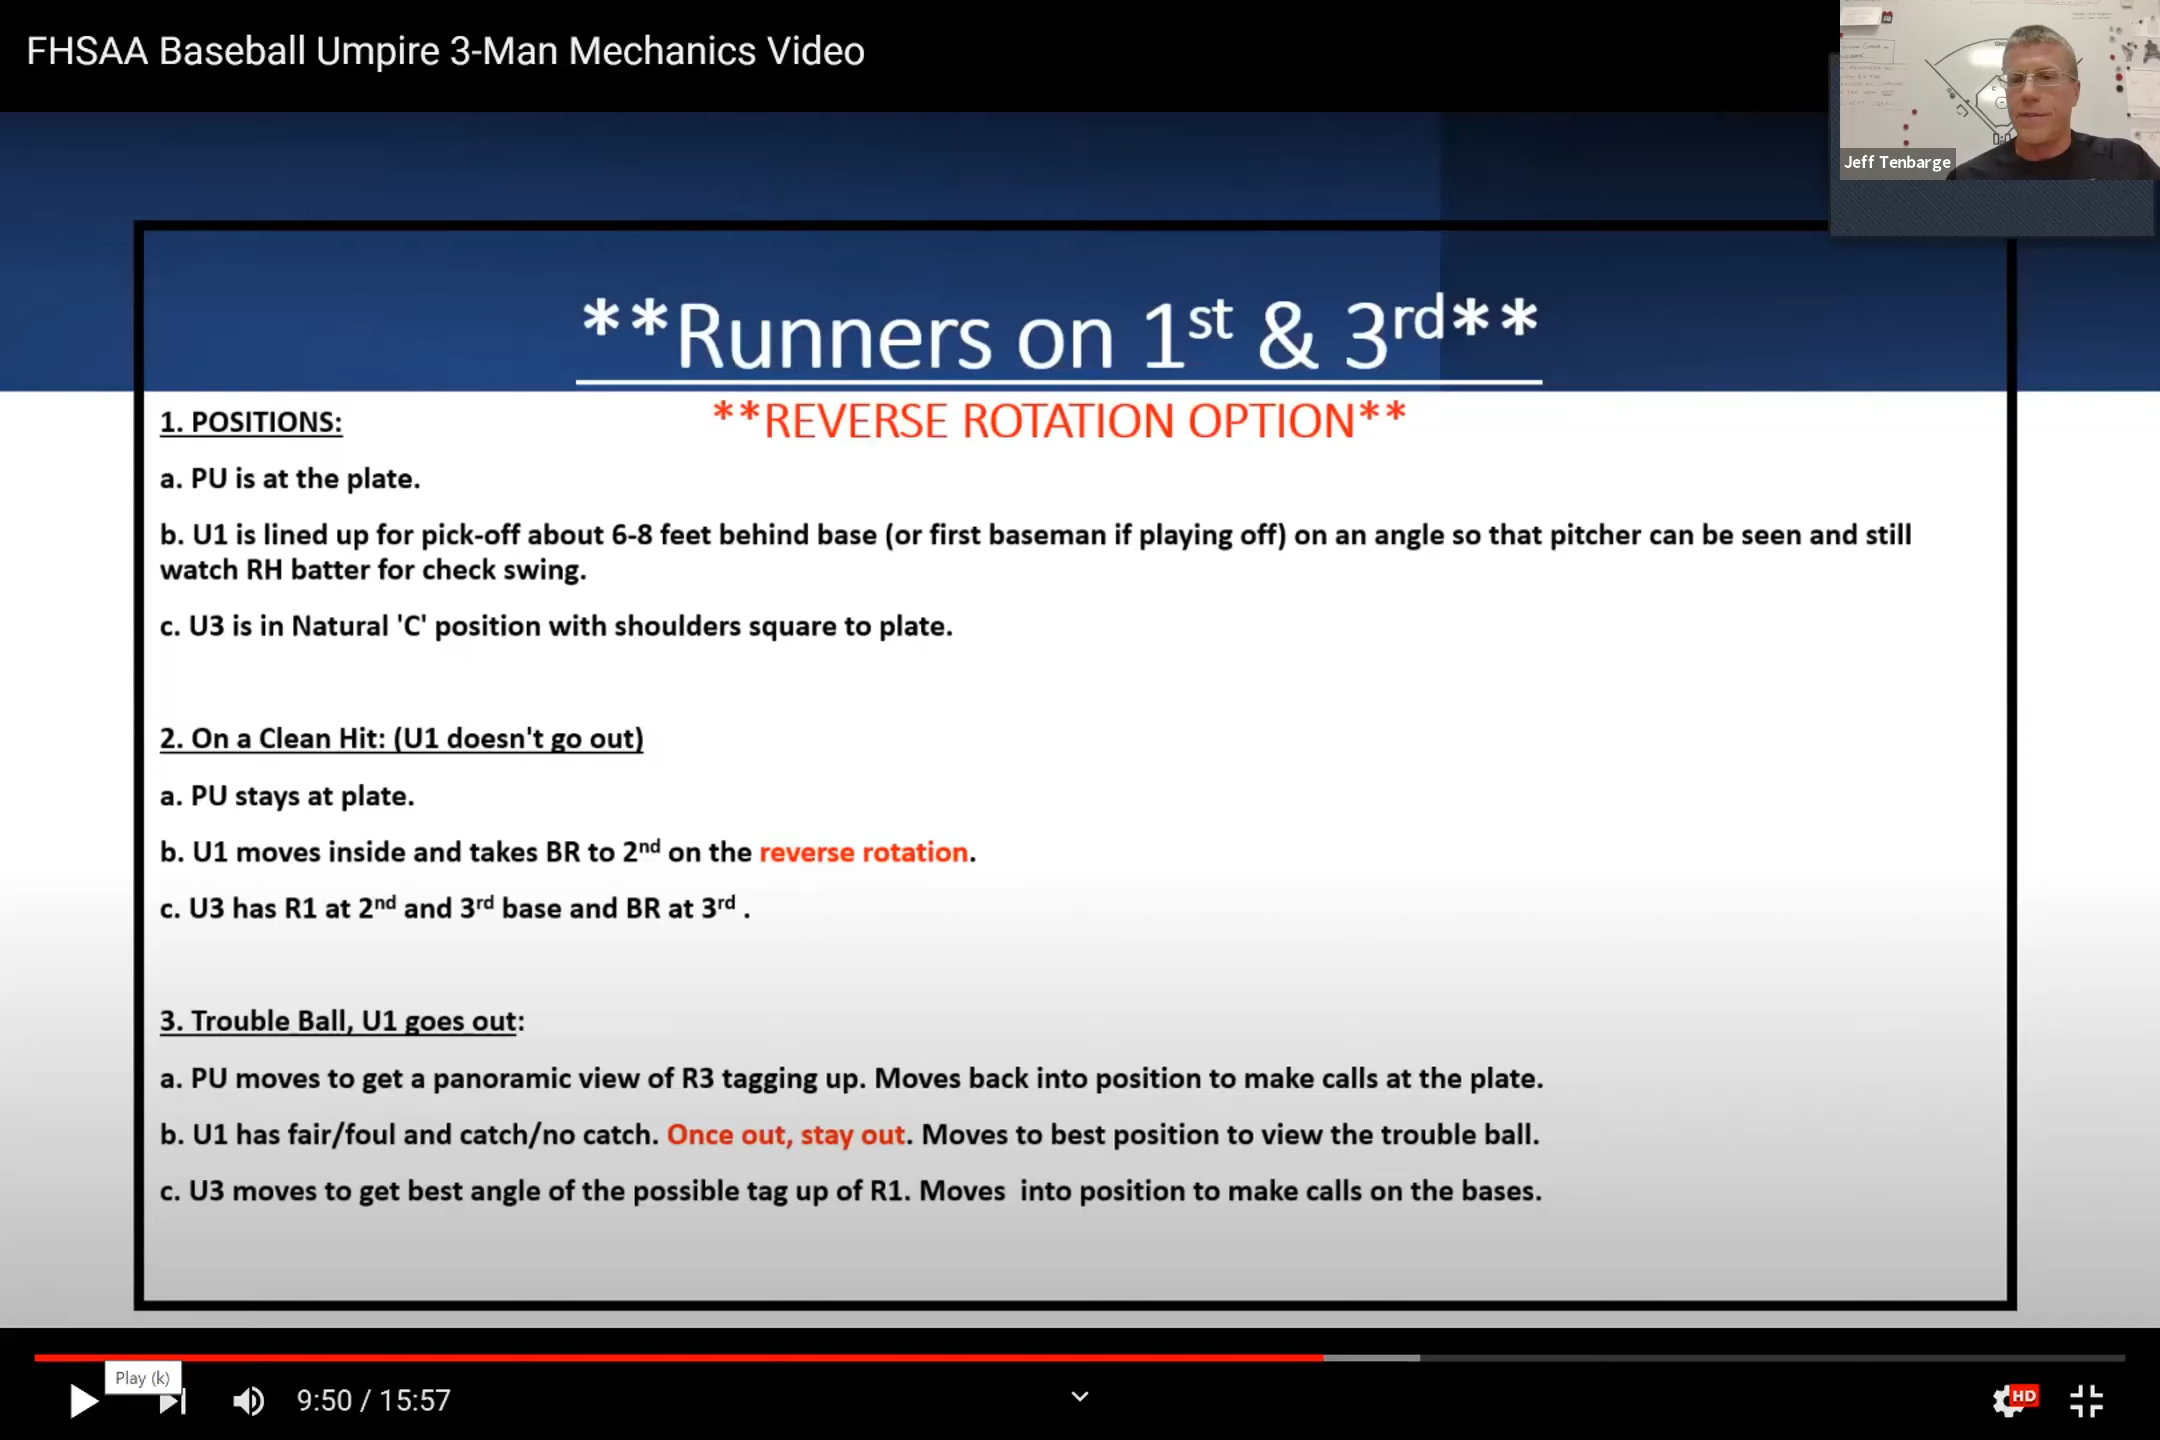 FHSAA Baseball Umpire 3-Man Mechanics Video
Jeff Tenbarge
**Runners on 1st & 3rd**
**REVERSE ROTATION OPTION**
1. POSITIONS:
a. PU is at the plate.
b. U1 is lined up for pick-off about 6-8 feet behind base (or first baseman if playing off) on an angle so that pitcher can be seen and still
watch RH batter for check swing.
c. U3 is in Natural 'C' position with shoulders square to plate.
2. On a Clean Hit: (U1 doesn't go out)
a. PU stays at plate.
b. U1 moves inside and takes BR to 2nd on the reverse rotation.
c. U3 has R1 at 2nd and 3rd base and BR at 3rd .
3. Trouble Ball, U1 goes out:
a. PU moves to get a panoramic view of R3 tagging up. Moves back into position to make calls at the plate.
b. U1 has fair/foul and catch/no catch. Once out, stay out. Moves to best position to view the trouble ball.
c. U3 moves to get best angle of the possible tag up of R1. Moves  into position to make calls on the bases.
Play (k)
9:50 / 15:57
HD